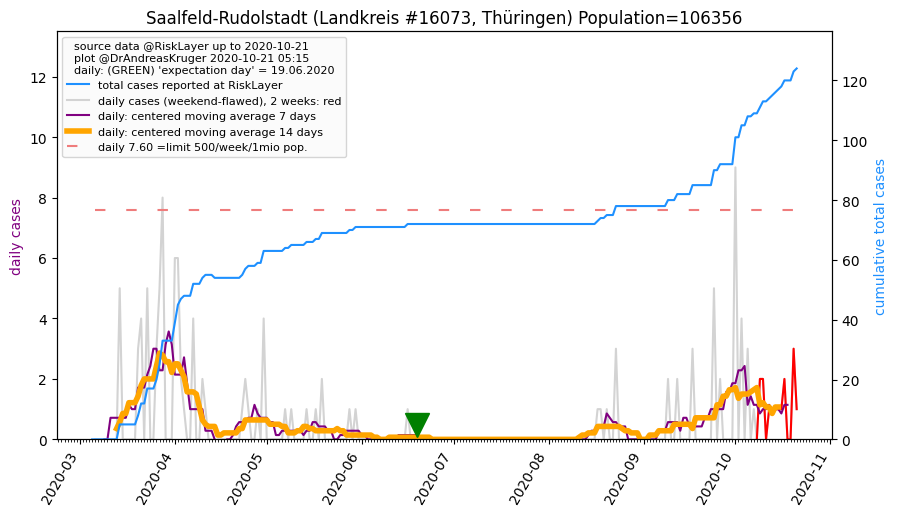 Saalfeld-Rudolstadt (Landkreis #16073, Thüringen) Population=106356
source data @RiskLayer up to 2020-10-21
plot @DrAndreasKruger 2020-10-21 05:15
daily: (GREEN) 'expectation day' = 19.06.2020
total cases reported at RiskLayer
daily cases (weekend-flawed), 2 weeks: red
daily: centered moving average 7 days
daily: centered moving average 14 days
daily 7.60 =limit 500/week/1mio pop.
daily cases
12
10
8
6
4
2
0
cumulative total cases
120
100
80
60
40
20
0
2020-03
2020-04
2020-05
2020-06
2020-07
2020-08
2020-09
2020-10
2020-11